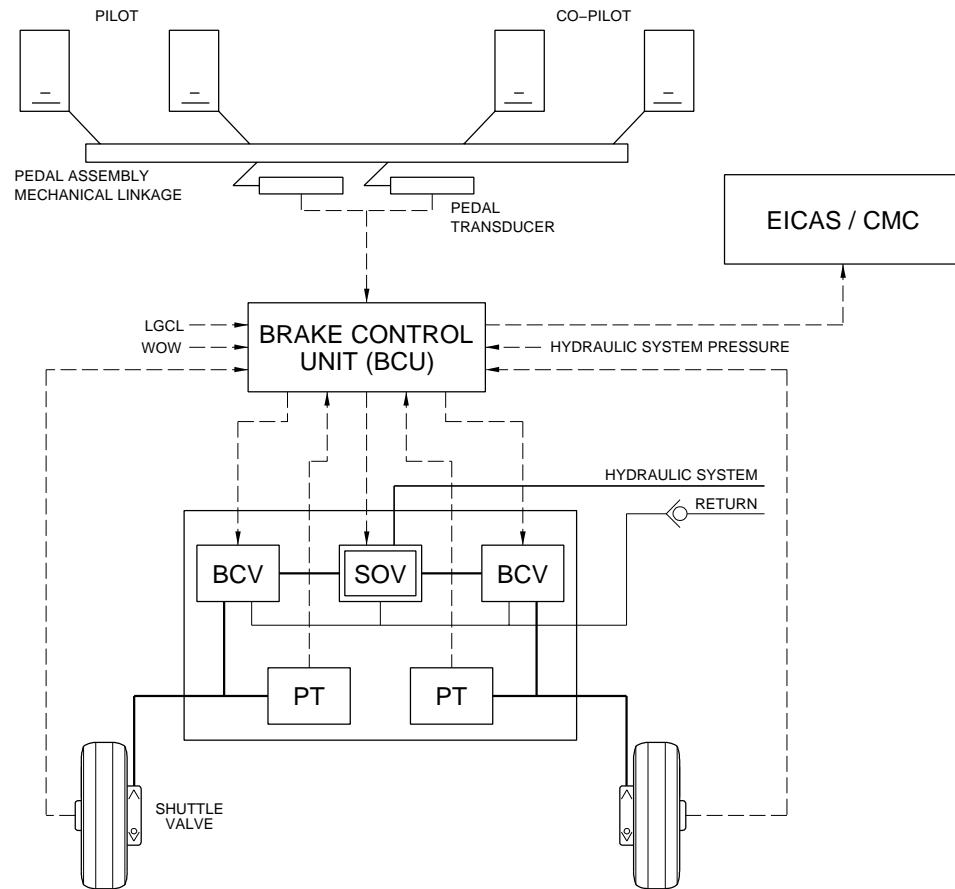 PILOT
CO-PILOT
PEDAL ASSEMBLY
MECHANICAL LINKAGE
PEDAL
TRANSDUCER
EICAS / CMC
LGCL
WOW
BRAKE CONTROL
UNIT (BCU)
HYDRAULIC SYSTEM PRESSURE
HYDRAULIC SYSTEM
RETURN
BCV
SOV
BCV
PT
PT
SHUTTLE
VALVE